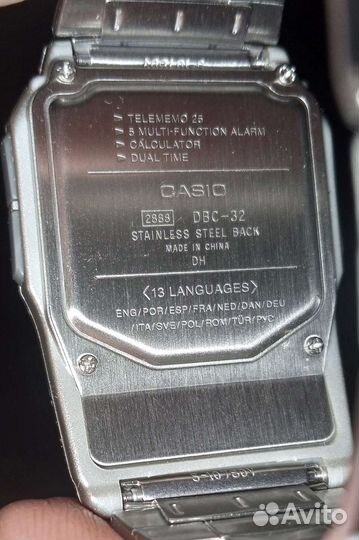 TELEMEMO 25
5 MULTI-FUNCTION ALARM
CALCULATOR
DUAL TIME
CASIO
2888 DBC-32
STAINLESS STEEL BACK
MADE IN CHINA
DH
<13 LANGUAGES>
ENG/POR/ESP/FRA/NED/DAN/DEU
/ITA/SVE/POL/ROM/TÜR/РУС
Avito